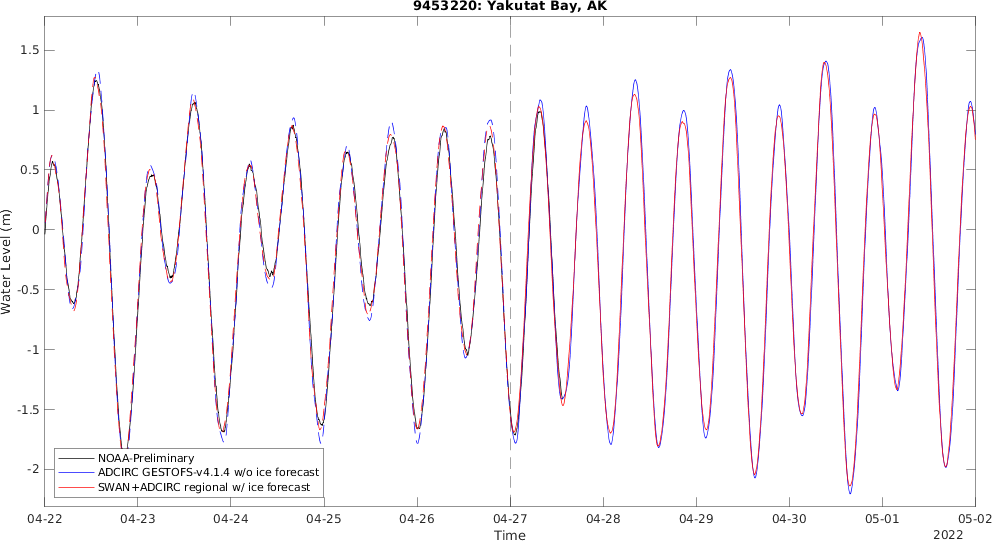 9453220: Yakutat Bay, AK
Water Level (m)
1.5
1
0.5
0
-0.5
-1
-1.5
-2
NOAA-Preliminary
ADCIRC GESTOFS-v4.1.4 w/o ice forecast
SWAN+ADCIRC regional w/ ice forecast
04-22 04-23 04-24 04-25 04-26 04-27 04-28 04-29 04-30 05-01 05-02
Time
2022